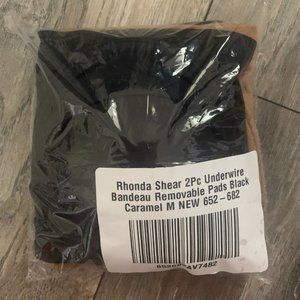 Rhonda Shear 2Pc Underwire
Bandeau Removable Pads Black
Caramel M NEW 652-682